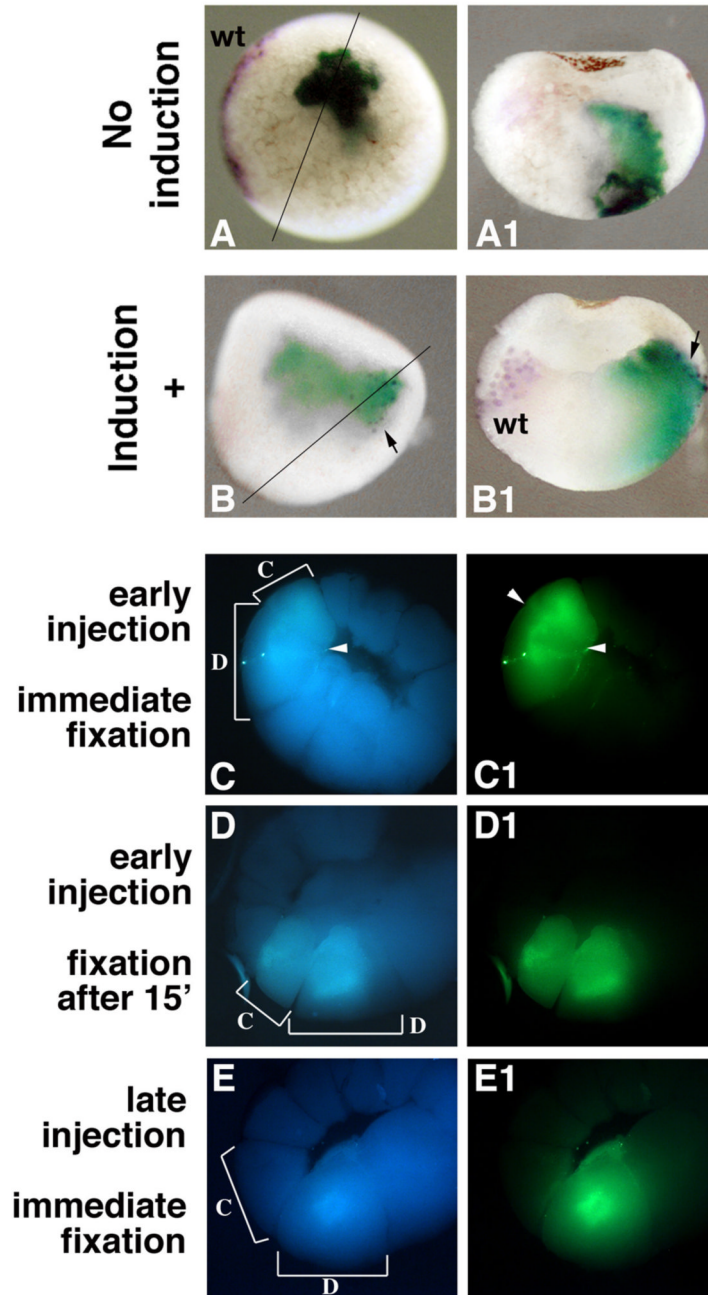 No
induction
wt
A
A1
Induction
+
B
wt
B1
early
injection
immediate
fixation
C
D
C
C1
early
injection
fixation
after 15’
D
C
D
D1
late
injection
immediate
fixation
E
C
D
E1